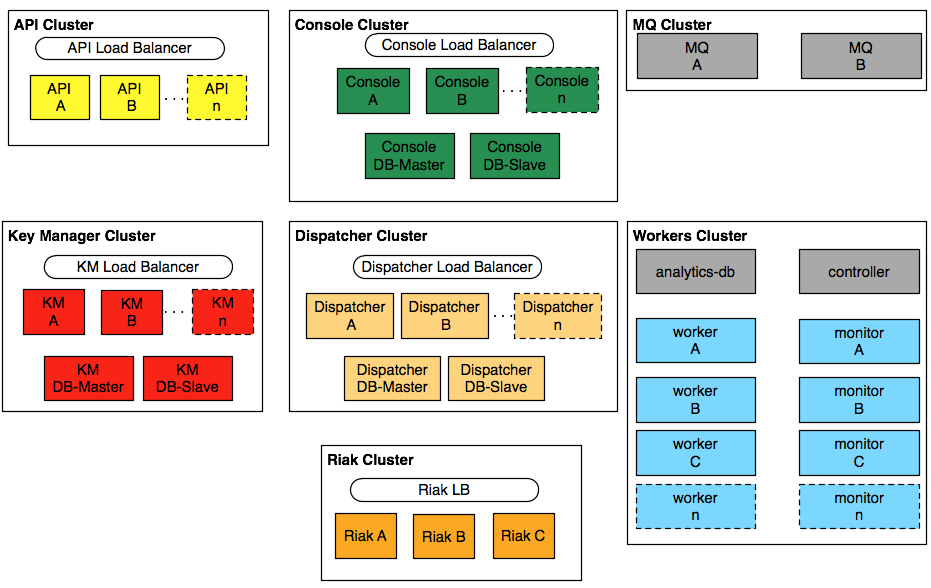 API Cluster
API Load Balancer
API
A
API
B
. . .
API
n
Console Cluster
Console Load Balancer
Console
A
Console
B
. . .
Console
n
Console
DB-Master
Console
DB-Slave
MQ Cluster
MQ
A
MQ
B
Key Manager Cluster
KM Load Balancer
KM
A
KM
B
. . .
KM
n
KM
DB-Master
KM
DB-Slave
Dispatcher Cluster
Dispatcher Load Balancer
Dispatcher
A
Dispatcher
B
. . .
Dispatcher
n
Dispatcher
DB-Master
Dispatcher
DB-Slave
Workers Cluster
analytics-db
controller
worker
A
monitor
A
worker
B
monitor
B
worker
C
monitor
C
worker
n
monitor
n
Riak Cluster
Riak LB
Riak A
Riak B
Riak C